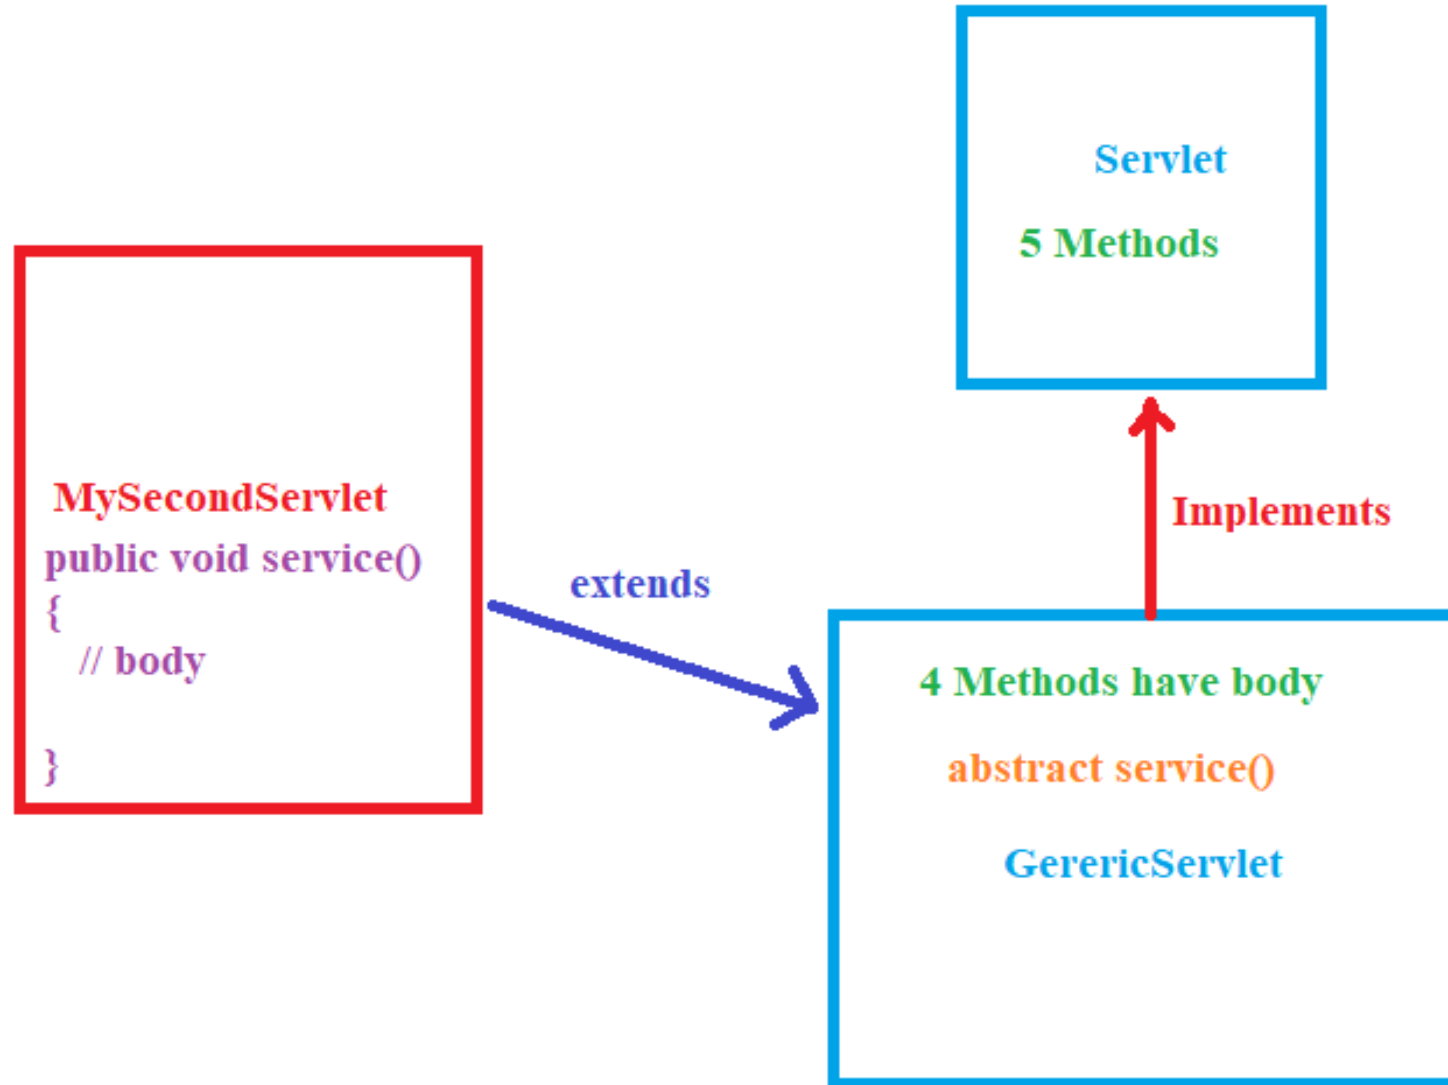 Servlet
5 Methods
MySecondServlet
public void service()
{
// body
}
extends
Implements
4 Methods have body
abstract service()
GerericServlet